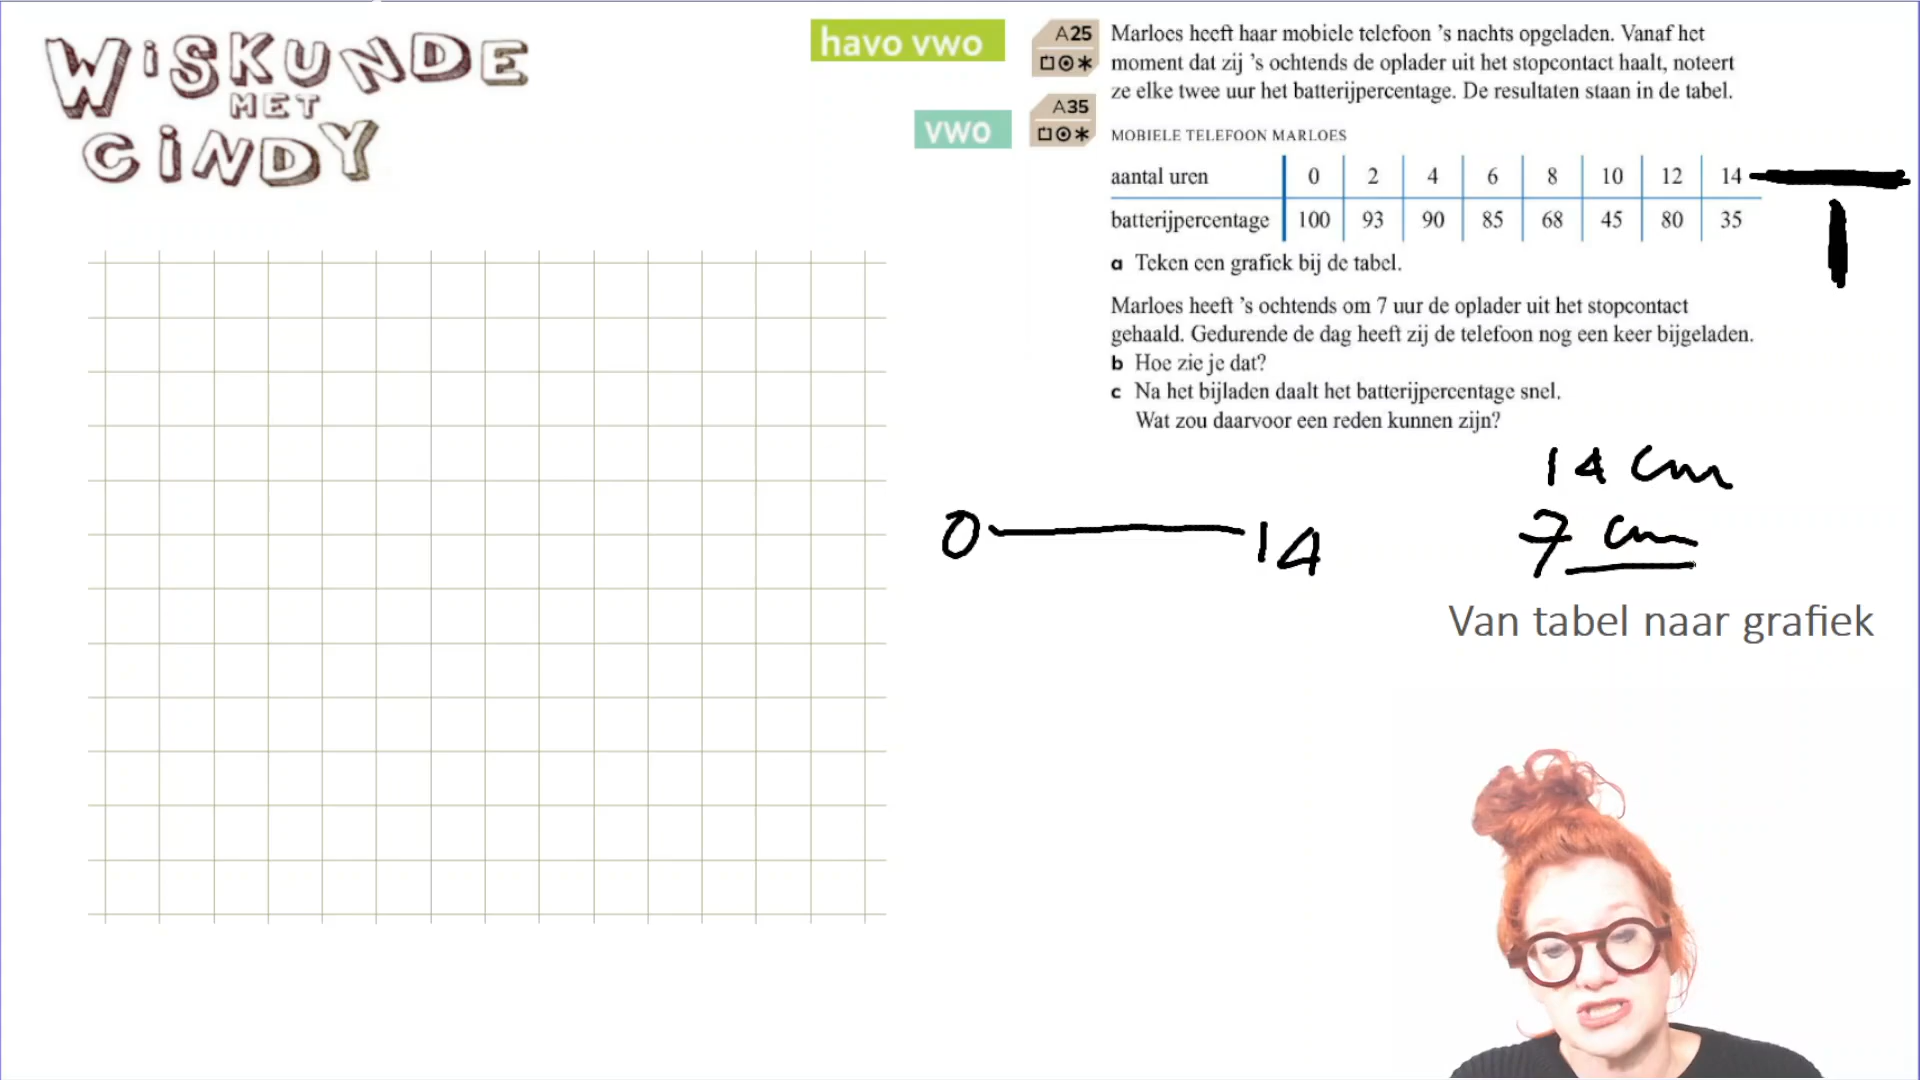 WiSKUNDE
MET
CiNDY
havo vwo
vwo
A25
A35
Marloes heeft haar mobiele telefoon 's nachts opgeladen. Vanaf het
moment dat zij 's ochtends de oplader uit het stopcontact haalt, noteert
ze elke twee uur het batterijpercentage. De resultaten staan in de tabel.
MOBIELE TELEFOON MARLOES
aantal uren 0 2 4 6 8 10 12 14
batterijpercentage 100 93 90 85 68 45 80 35
a Teken een grafiek bij de tabel.
Marloes heeft 's ochtends om 7 uur de oplader uit het stopcontact
gehaald. Gedurende de dag heeft zij de telefoon nog een keer bijgeladen.
b Hoe zie je dat?
c Na het bijladen daalt het batterijpercentage snel.
Wat zou daarvoor een reden kunnen zijn?
14 cm
0 14
7 cm
Van tabel naar grafiek